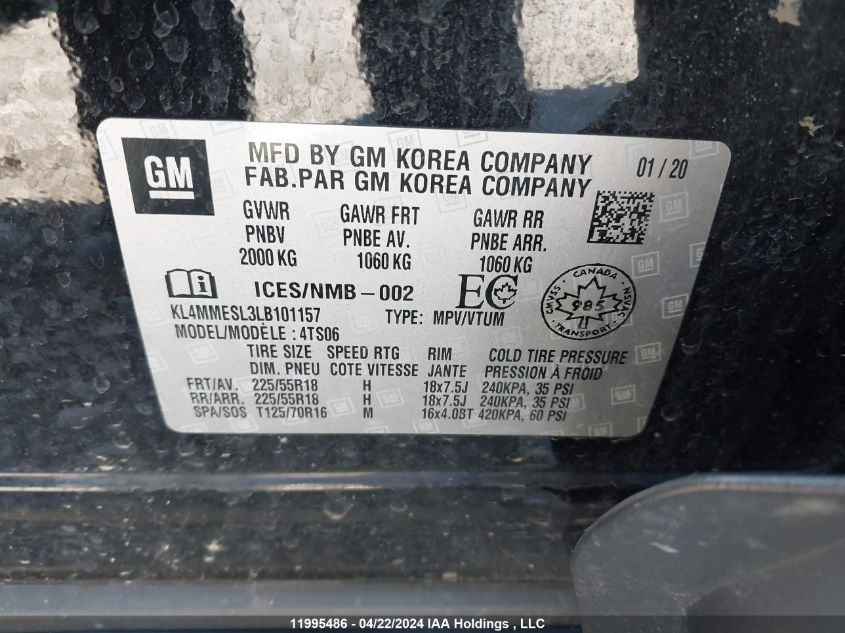 GM
MFD BY GM KOREA COMPANY 01 / 20
FAB.PAR GM KOREA COMPANY
GVWR GAWR FRT GAWR RR
PNBV PNBE AV. PNBE ARR.
2000 KG 1060 KG 1060 KG
ICES/NMB-002 EC
CANADA
CMVSS 985 NSVAC
TRANSPORT
KL4MMESL3LB101157 TYPE: MPV/VTUM
MODEL/MODÈLE : 4TS06
TIRE SIZE SPEED RTG RIM COLD TIRE PRESSURE
DIM. PNEU COTE VITESSE JANTE PRESSION À FROID
FRT/AV. 225/55R18 H 18x7.5J 240KPA, 35 PSI
RR/ARR. 225/55R18 H 18x7.5J 240KPA, 35 PSI
SPA/SOS T125/70R16 M 16x4.0BT 420KPA, 60 PSI
11995486 - 04/22/2024 IAA Holdings , LLC